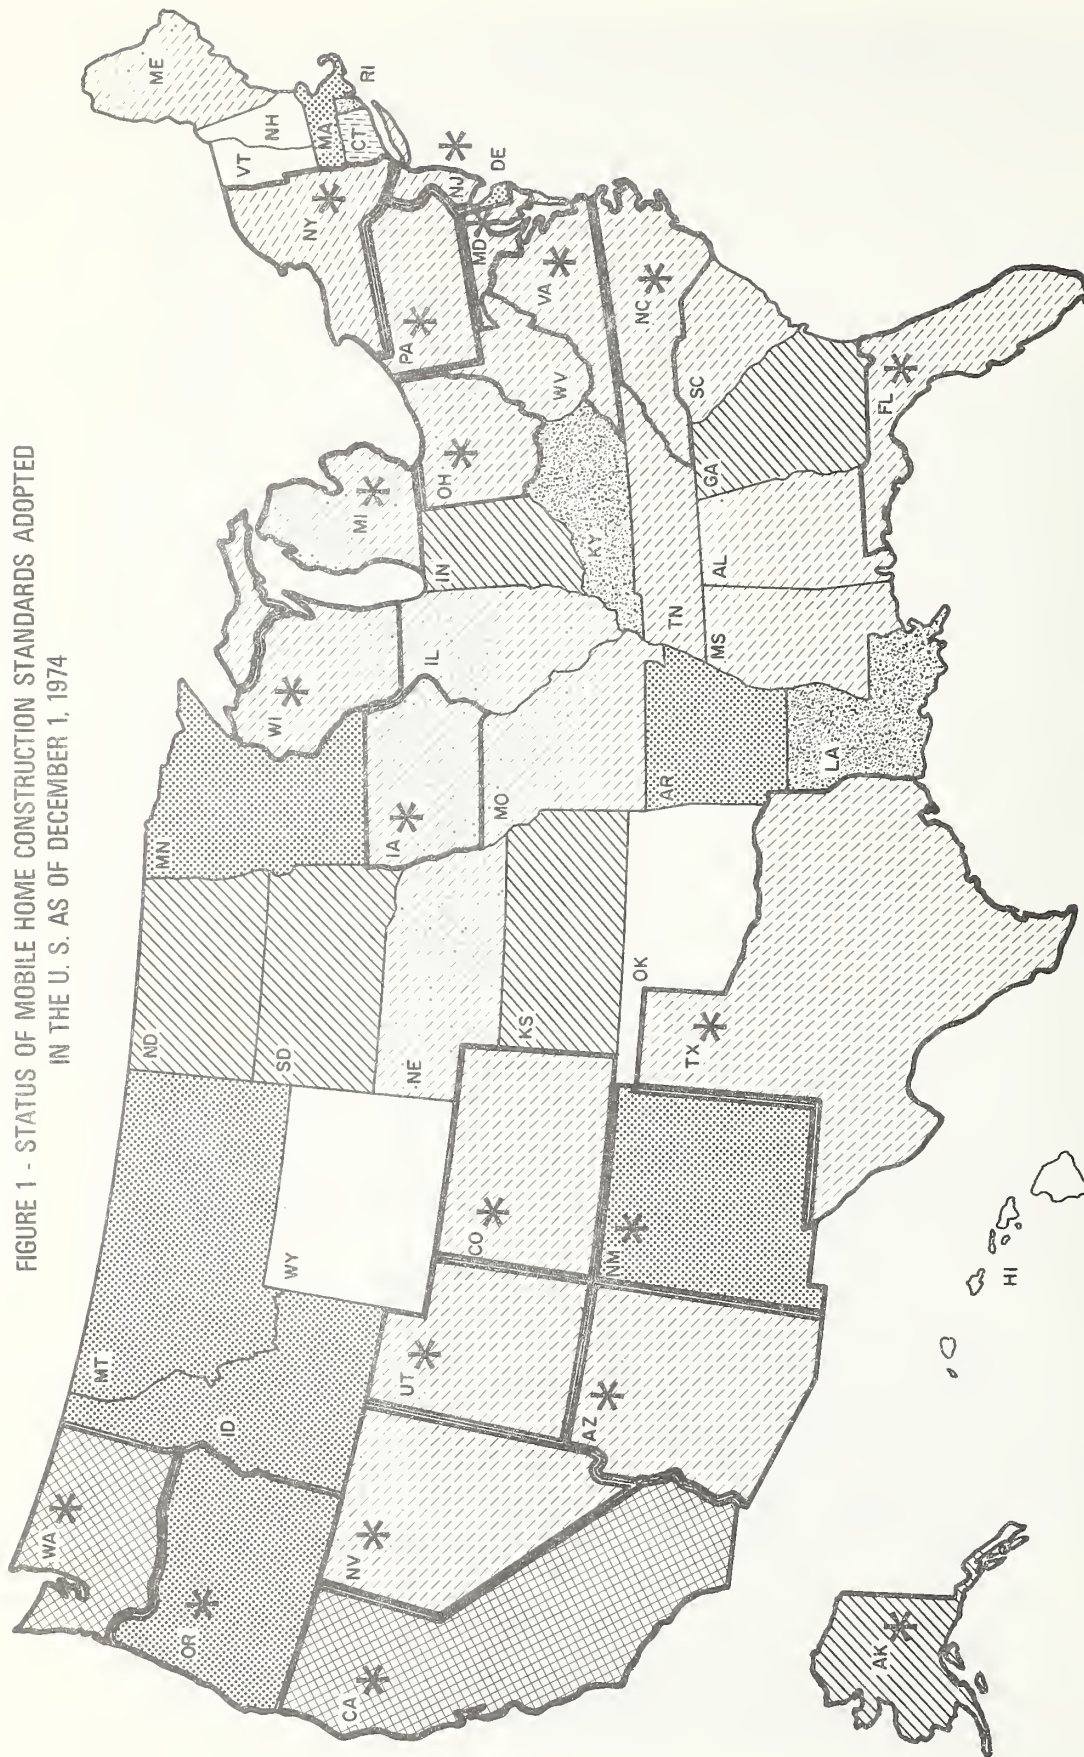 FIGURE 1 - STATUS OF MOBILE HOME CONSTRUCTION STANDARDS ADOPTED
IN THE U. S. AS OF DECEMBER 1, 1974
WA
MT
ND
MN
ME
OR
ID
SD
WI
MI
VT
NH
NY
MA
CT
RI
WY
NE
IA
PA
NJ
CA
NV
UT
CO
KS
MO
IL
IN
OH
WV
MD
DE
VA
KY
AZ
NM
OK
AR
TN
NC
SC
TX
LA
MS
AL
GA
FL
AK
HI